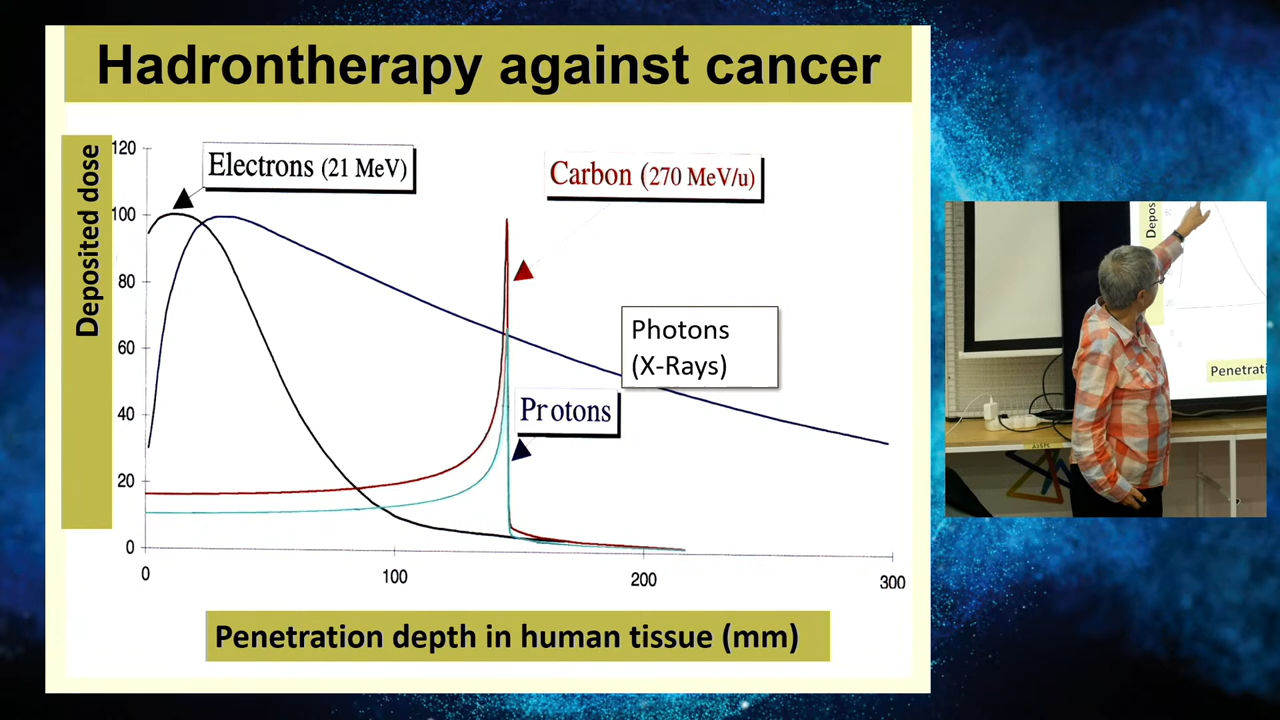 Hadrontherapy against cancer
Deposited dose
120
100
80
60
40
20
0
Electrons (21 MeV)
Carbon (270 MeV/u)
Photons
(X-Rays)
Protons
0
100
200
300
Penetration depth in human tissue (mm)
Depos
Penetrati